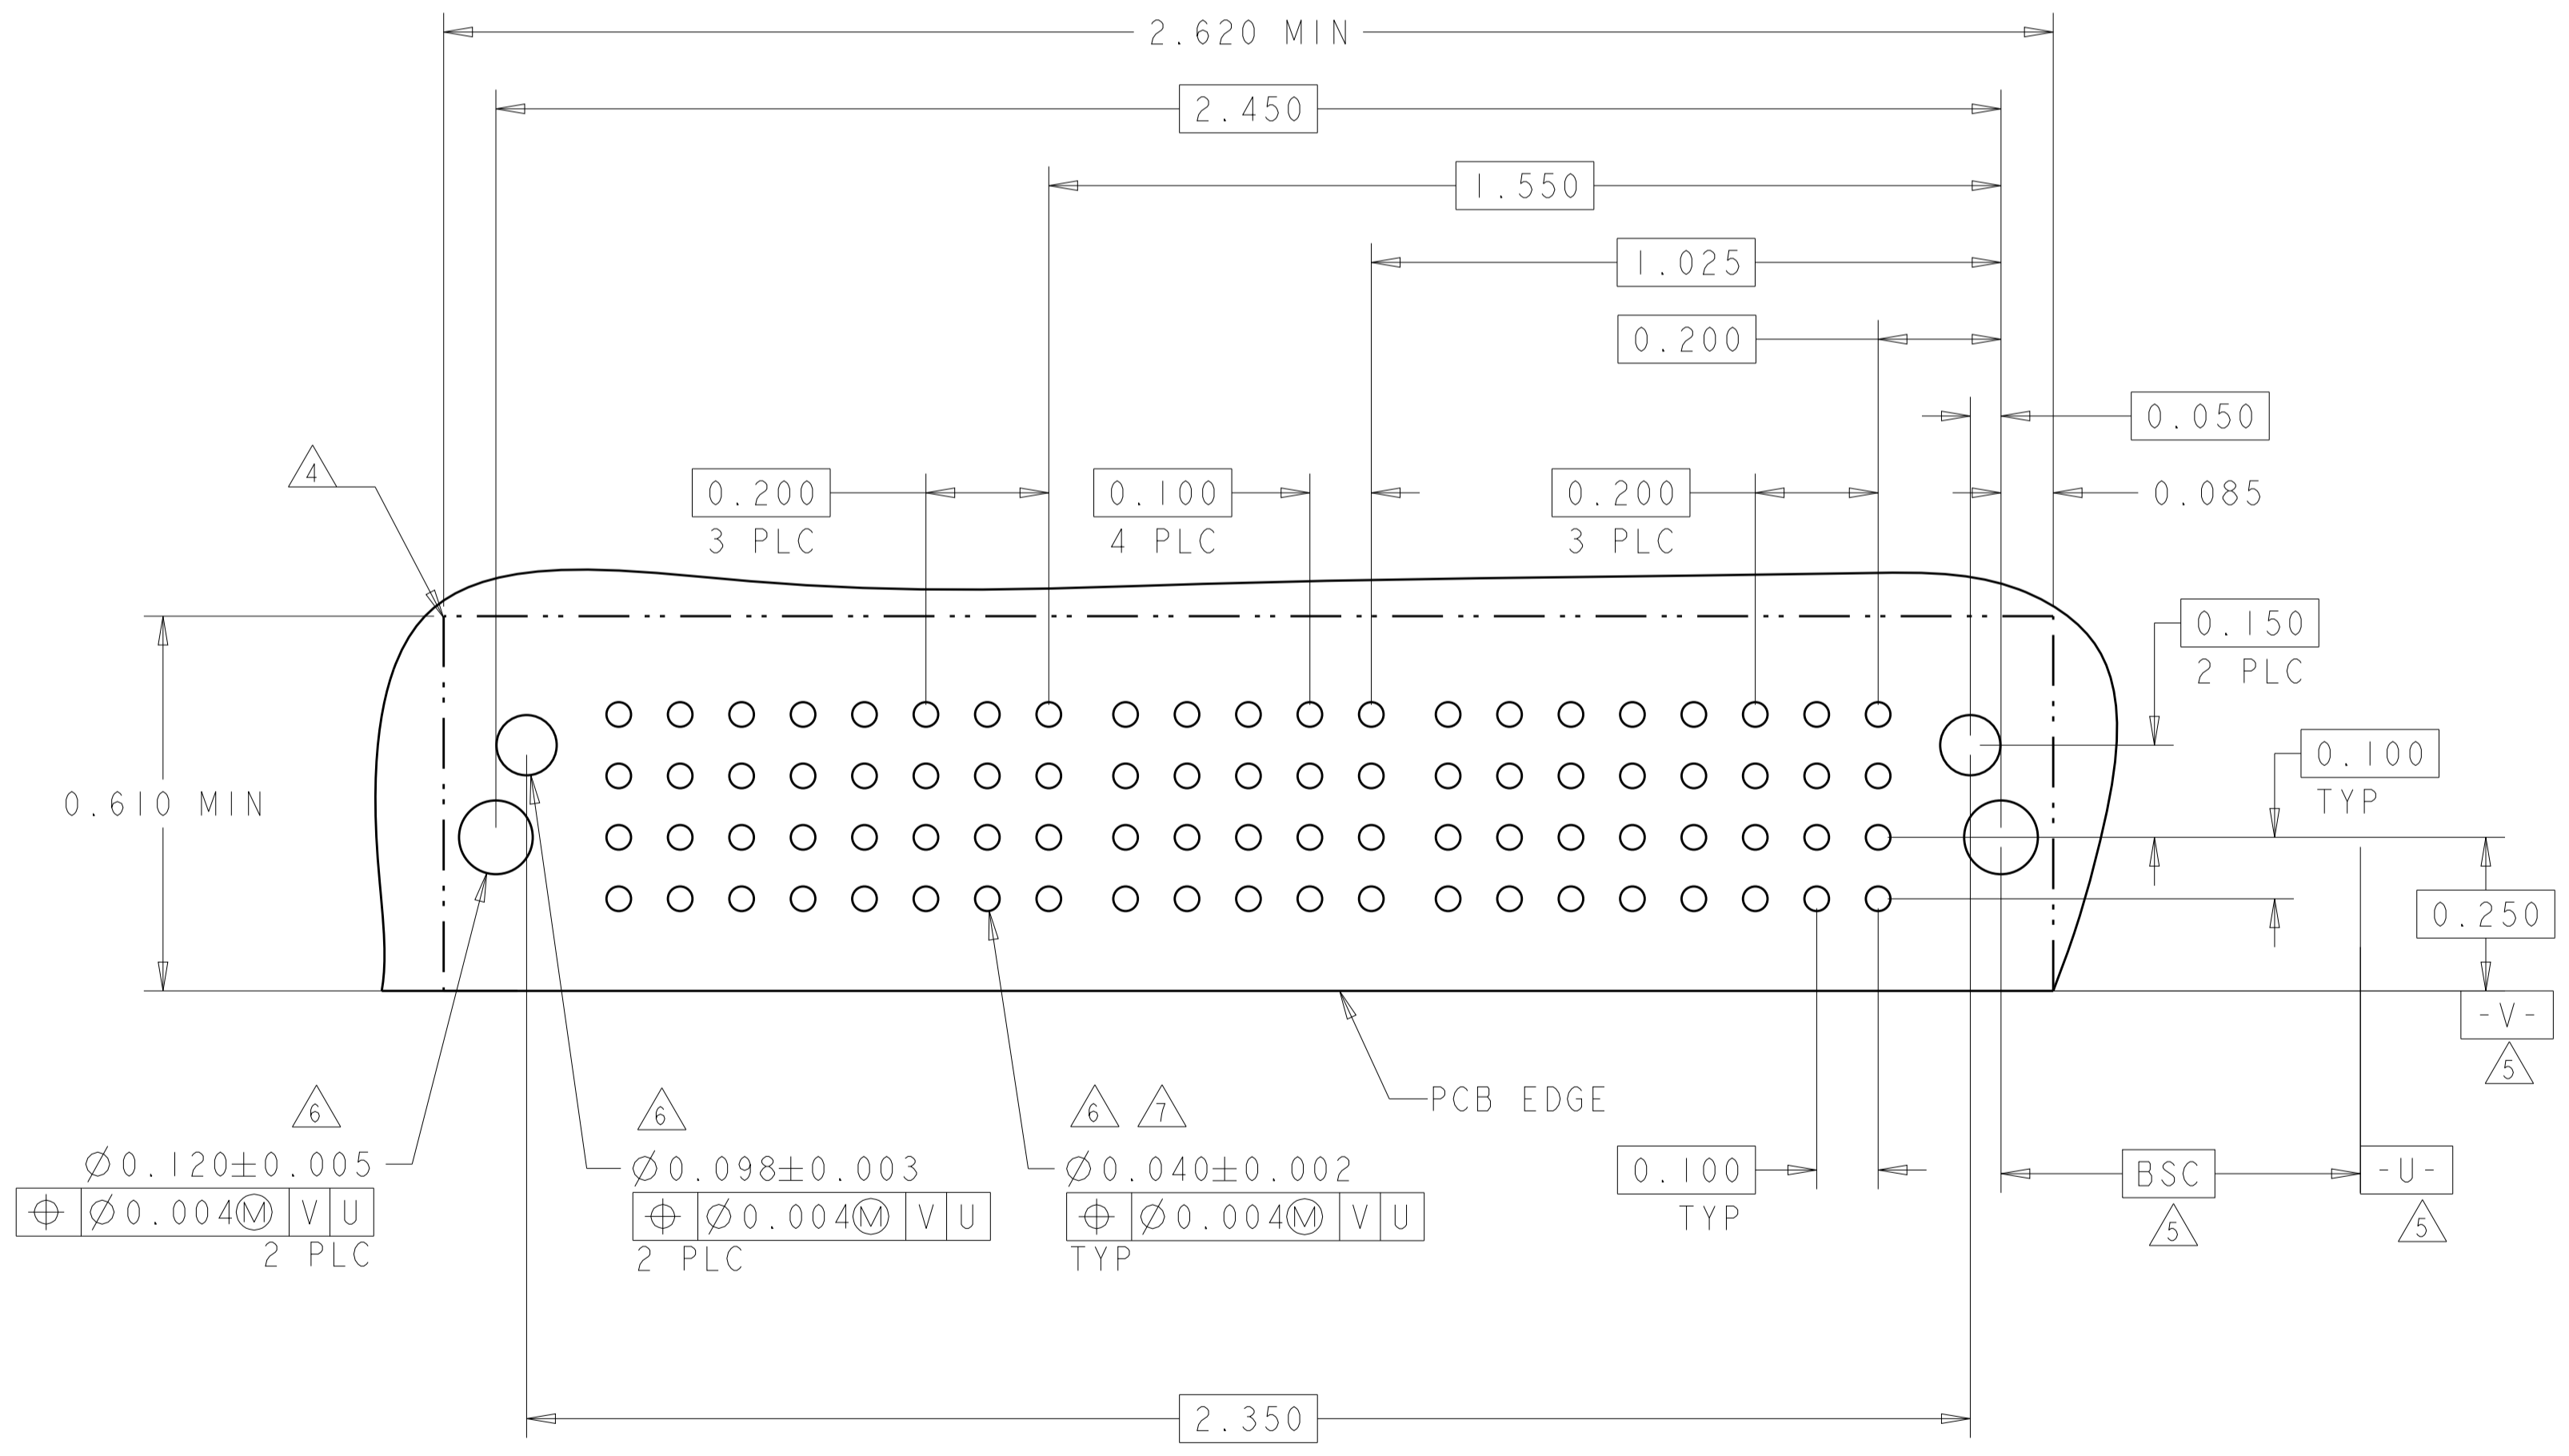 2.620 MIN
2.450
1.550
1.025
0.200
0.050
4
0.200
3 PLC
0.100
4 PLC
0.200
3 PLC
0.085
0.150
2 PLC
0.100
TYP
0.610 MIN
0.250
-V-
5
6
Ø0.120±0.005
⌖ Ø0.004Ⓜ V U
2 PLC
6
Ø0.098±0.003
⌖ Ø0.004Ⓜ V U
2 PLC
6 7
Ø0.040±0.002
⌖ Ø0.004Ⓜ V U
TYP
PCB EDGE
0.100
TYP
BSC
5
-U-
5
2.350